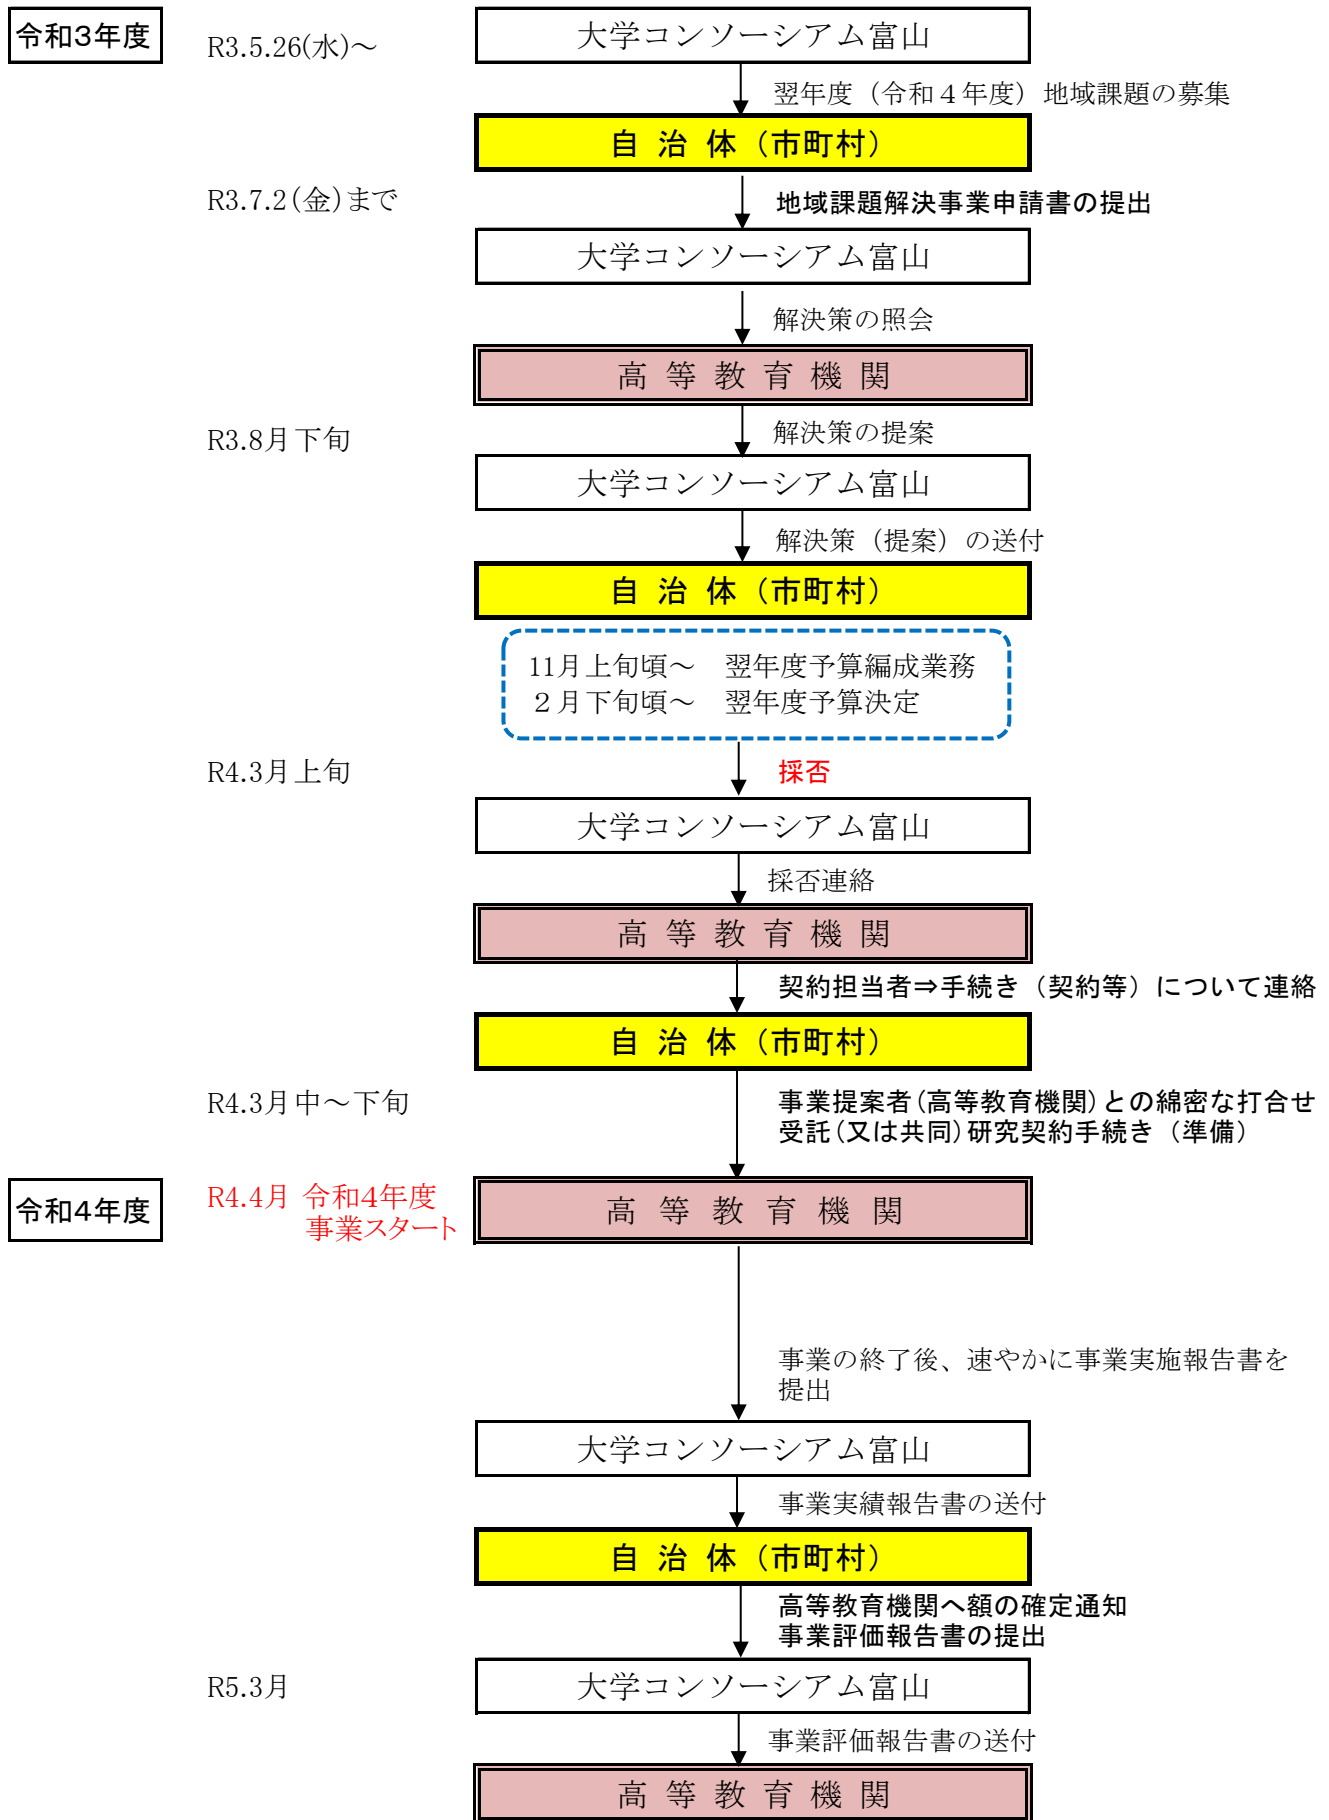 令和3年度
R3.5.26(水)～
大学コンソーシアム富山
翌年度（令和４年度）地域課題の募集
自 治 体（市町村）
R3.7.2(金)まで
地域課題解決事業申請書の提出
大学コンソーシアム富山
解決策の照会
高 等 教 育 機 関
R3.8月下旬
解決策の提案
大学コンソーシアム富山
解決策（提案）の送付
自 治 体（市町村）
11月上旬頃～　翌年度予算編成業務
２月下旬頃～　翌年度予算決定
R4.3月上旬
採否
大学コンソーシアム富山
採否連絡
高 等 教 育 機 関
契約担当者⇒手続き（契約等）について連絡
自 治 体（市町村）
R4.3月中～下旬
事業提案者(高等教育機関)との綿密な打合せ
受託(又は共同)研究契約手続き（準備）
令和4年度
R4.4月 令和4年度
事業スタート
高 等 教 育 機 関
事業の終了後、速やかに事業実施報告書を
提出
大学コンソーシアム富山
事業実績報告書の送付
自 治 体（市町村）
高等教育機関へ額の確定通知
事業評価報告書の提出
R5.3月
大学コンソーシアム富山
事業評価報告書の送付
高 等 教 育 機 関